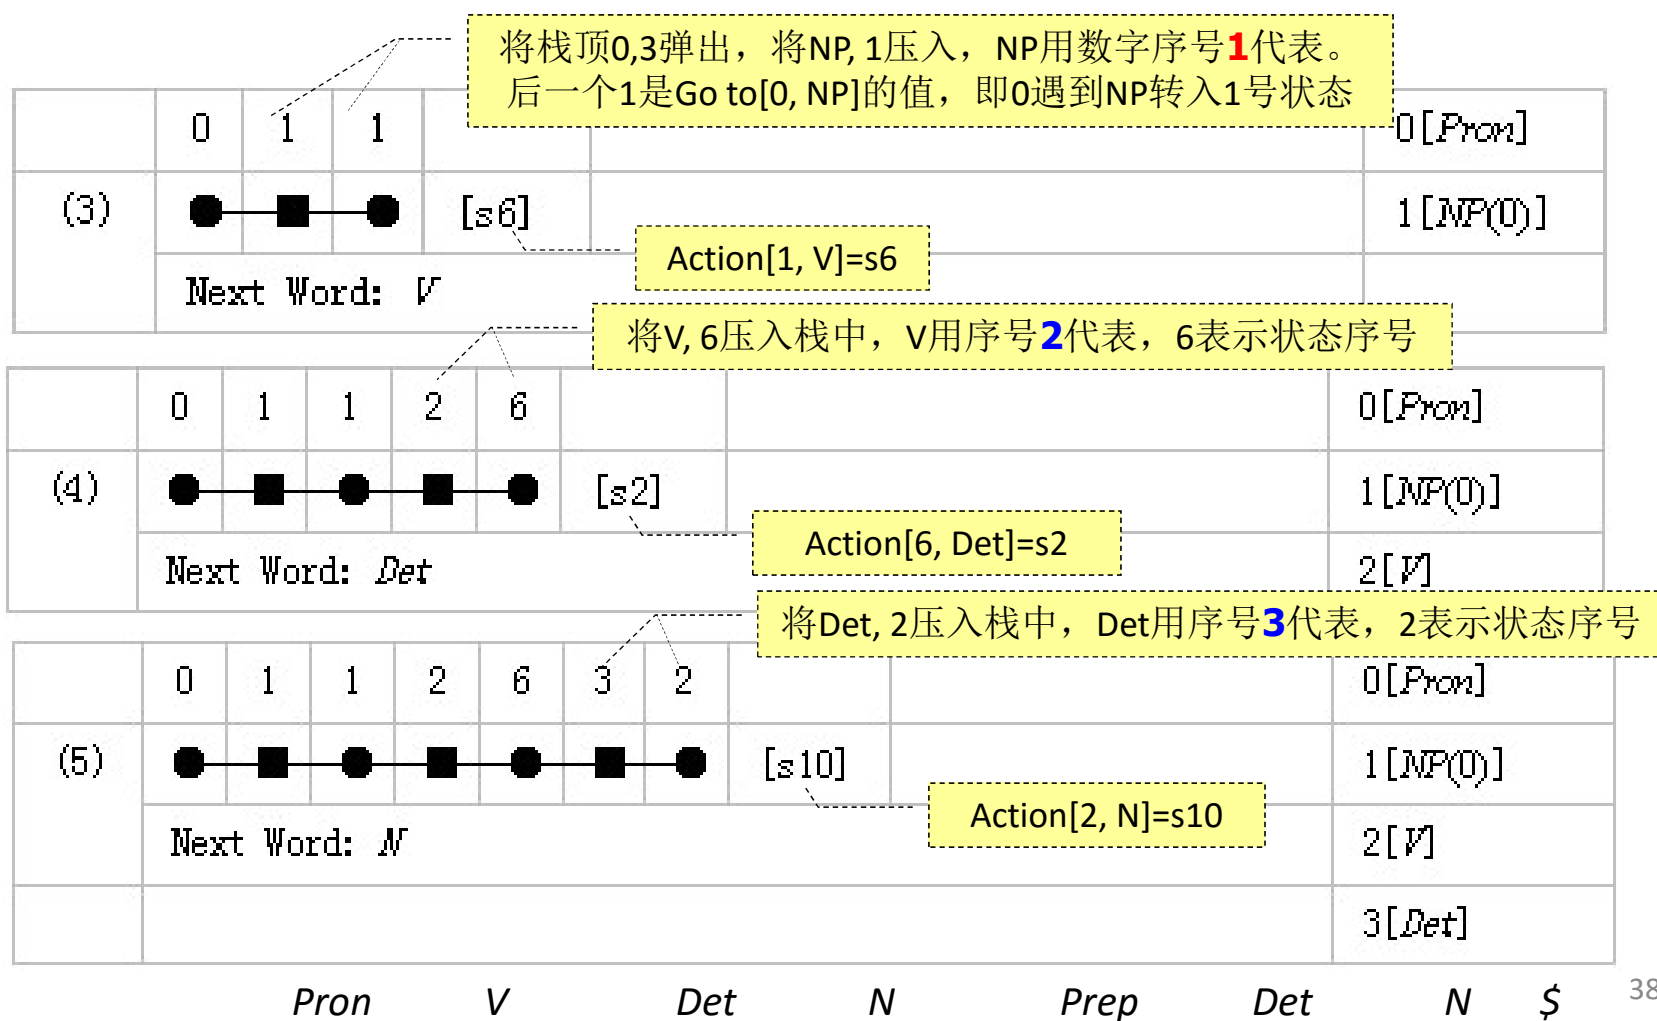 将栈顶0,3弹出，将NP, 1压入，NP用数字序号1代表。
后一个1是Go to[0, NP]的值，即0遇到NP转入1号状态
0 1 1 0[Pron]
(3) [s6] 1[NP(0)]
Action[1, V]=s6
Next Word: V
将V, 6压入栈中，V用序号2代表，6表示状态序号
0 1 1 2 6 0[Pron]
(4) [s2] 1[NP(0)]
Action[6, Det]=s2
Next Word: Det 2[V]
将Det, 2压入栈中，Det用序号3代表，2表示状态序号
0 1 1 2 6 3 2 0[Pron]
(5) [s10] 1[NP(0)]
Action[2, N]=s10
Next Word: N 2[V]
3[Det]
Pron V Det N Prep Det N $
38